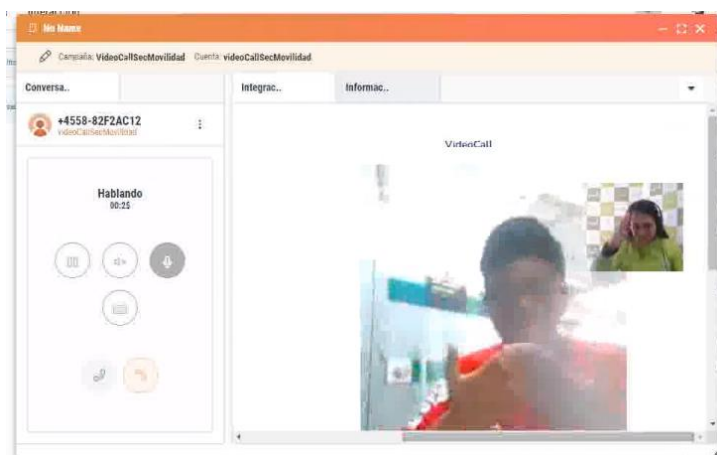 No Name
Campaña: VideoCallSecMovilidad Cuenta: videoCallSecMovilidad
Conversa..
Integrac..
Informac..
+4558-82F2AC12
videoCallSecMovilidad
VideoCall
Hablando
00:25